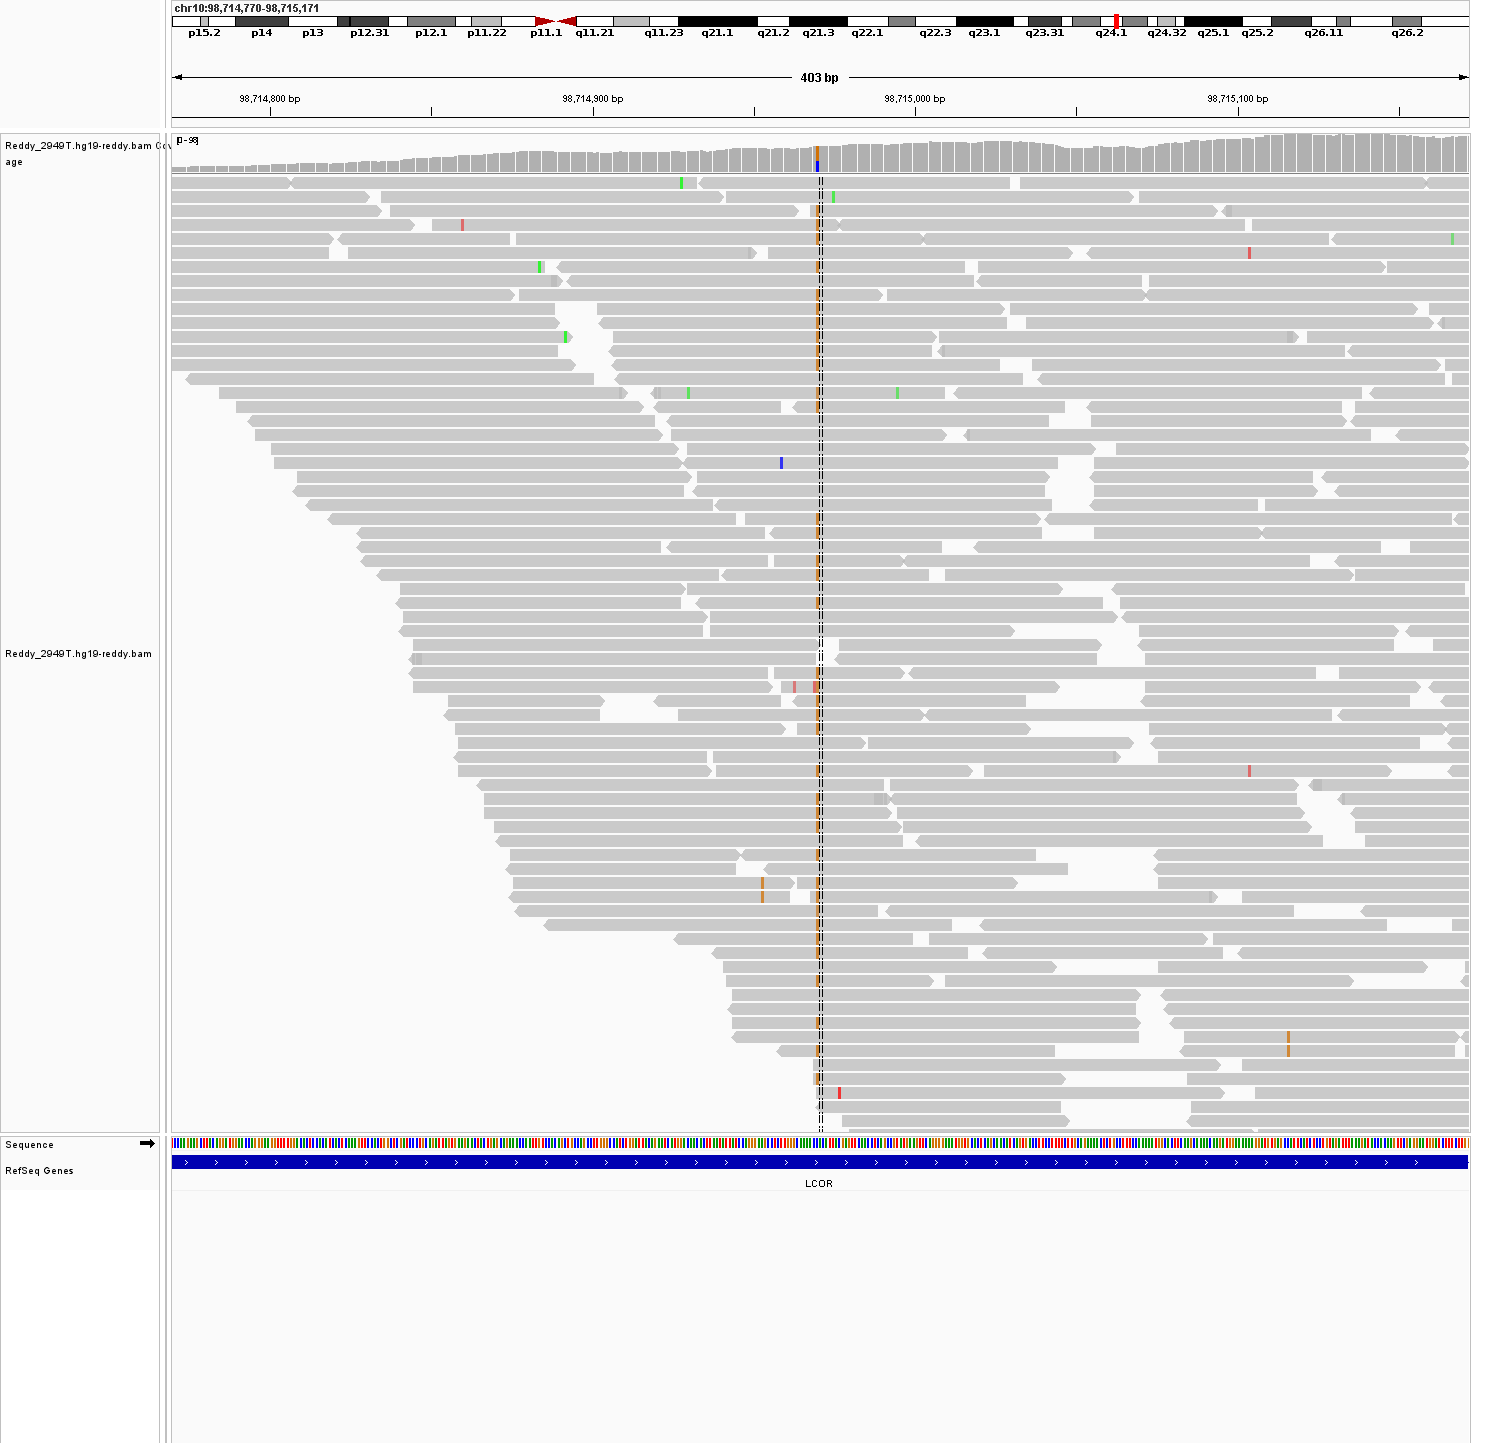 chr10:98,714,770-98,715,171
p15.2 p14 p13 p12.31 p12.1 p11.22 p11.1 q11.21 q11.23 q21.1 q21.2 q21.3 q22.1 q22.3 q23.1 q23.31 q24.1 q24.32 q25.1 q25.2 q26.11 q26.2
403 bp
98,714,800 bp 98,714,900 bp 98,715,000 bp 98,715,100 bp
Reddy_2949T.hg19-reddy.bam Cov
age
[0 - 98]
Reddy_2949T.hg19-reddy.bam
Sequence
RefSeq Genes
LCOR